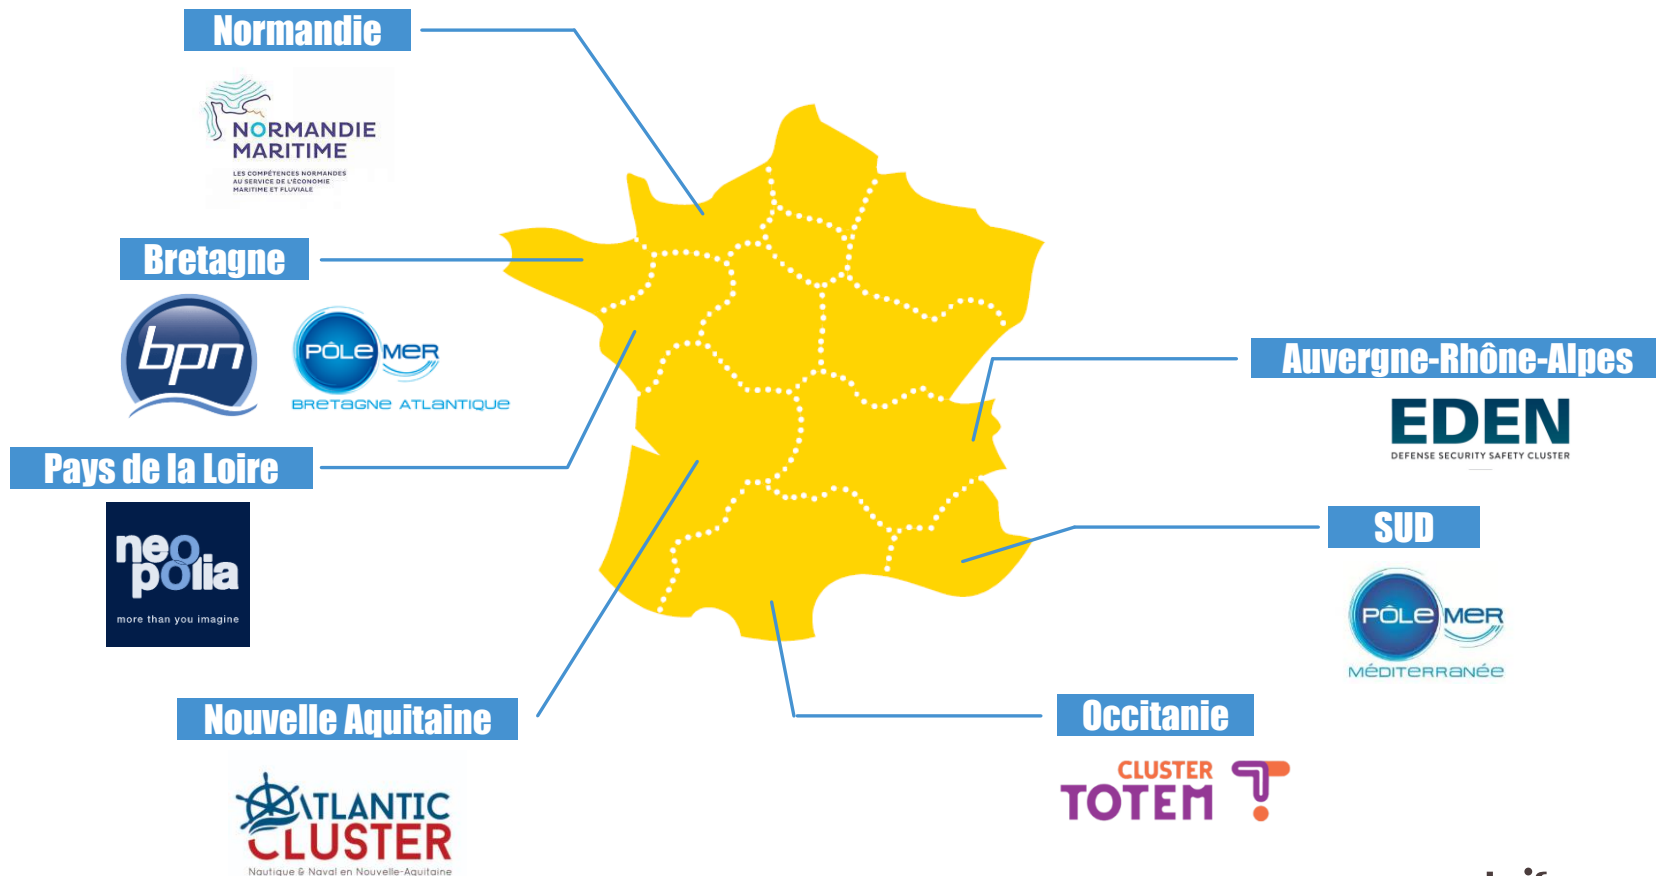 Normandie
NORMANDIE
MARITIME
LES COMPÉTENCES NORMANDES
AU SERVICE DE L'ÉCONOMIE
MARITIME ET FLUVIALE
Bretagne
bpn
PÔLE MER
BRETAGNE ATLANTIQUE
Pays de la Loire
neo
polia
more than you imagine
Nouvelle Aquitaine
ATLANTIC
CLUSTER
Nautique & Naval en Nouvelle-Aquitaine
Auvergne-Rhône-Alpes
EDEN
DEFENSE SECURITY SAFETY CLUSTER
SUD
PÔLE MER
MÉDITERRANÉE
Occitanie
CLUSTER
TOTEM